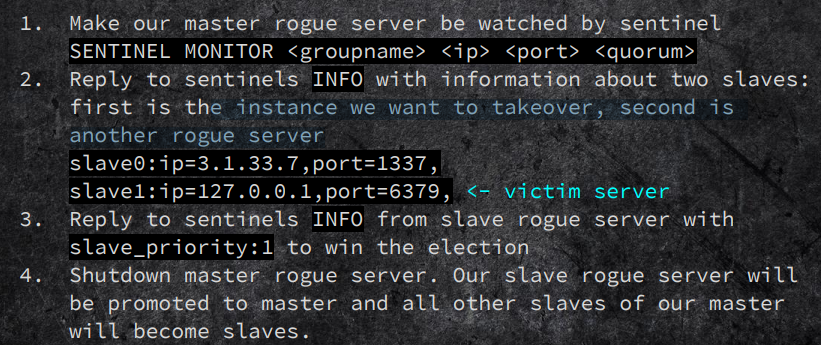 1. Make our master rogue server be watched by sentinel
SENTINEL MONITOR <groupname> <ip> <port> <quorum>
2. Reply to sentinels INFO with information about two slaves:
first is the instance we want to takeover, second is
another rogue server
slave0:ip=3.1.33.7,port=1337,
slave1:ip=127.0.0.1,port=6379, <- victim server
3. Reply to sentinels INFO from slave rogue server with
slave_priority:1 to win the election
4. Shutdown master rogue server. Our slave rogue server will
be promoted to master and all other slaves of our master
will become slaves.